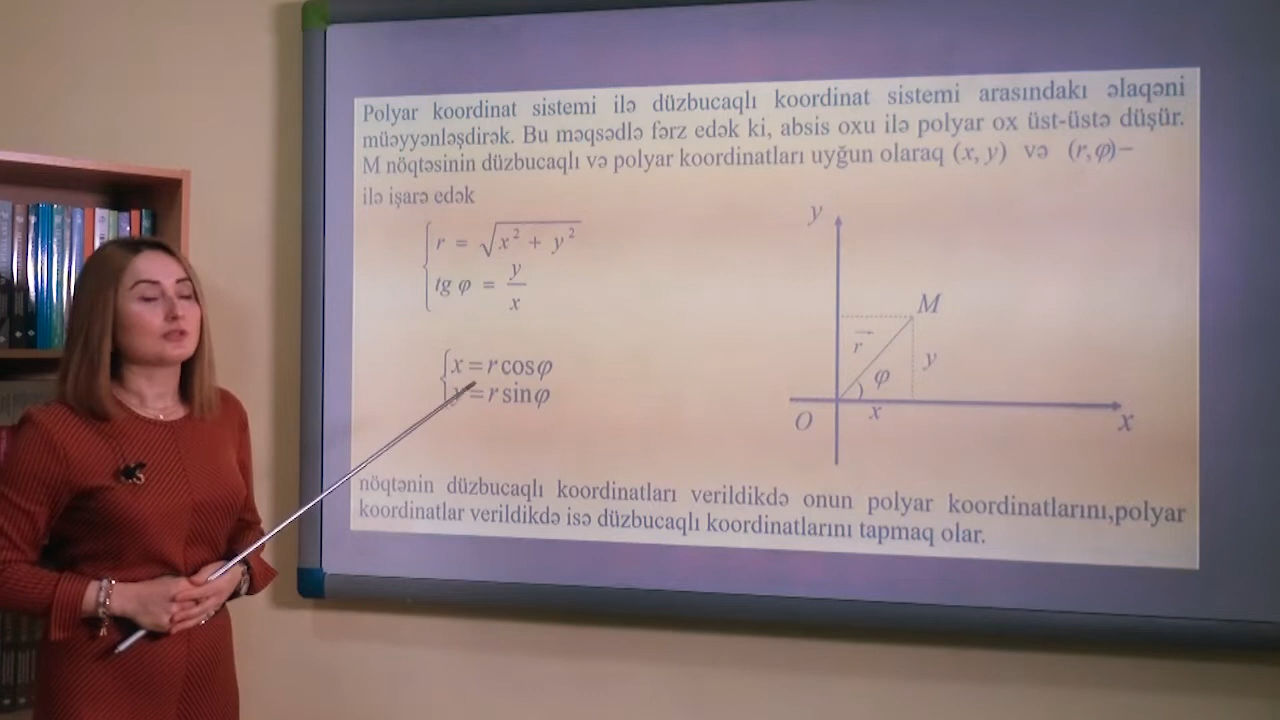 Polyar koordinat sistemi ilə düzbucaqlı koordinat sistemi arasındakı əlaqəni
müəyyənləşdirək. Bu məqsədlə fərz edək ki, absis oxu ilə polyar ox üst-üstə düşür.
M nöqtəsinin düzbucaqlı və polyar koordinatları uyğun olaraq (x, y) və (r,φ)−
ilə işarə edək
r = √x² + y²
tg φ = y/x
x = r cosφ
y = r sinφ
y
M
r
y
φ
O
x
x
nöqtənin düzbucaqlı koordinatları verildikdə onun polyar koordinatlarını,polyar
koordinatlar verildikdə isə düzbucaqlı koordinatlarını tapmaq olar.